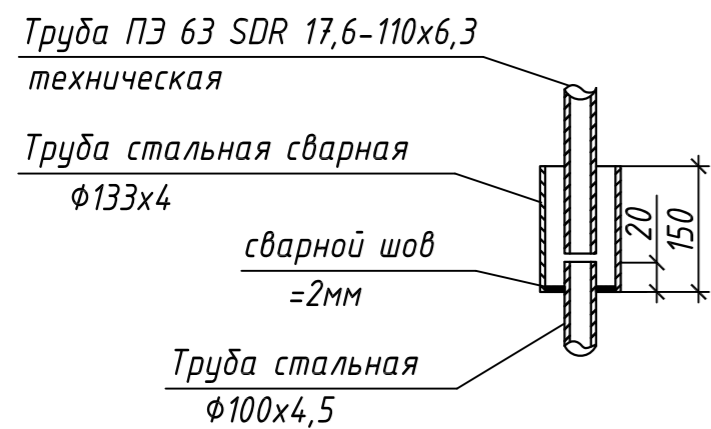 Труба ПЭ 63 SDR 17,6-110х6,3
техническая
Труба стальная сварная
Ф133х4
сварной шов
=2мм
Труба стальная
Ф100х4,5
20
150